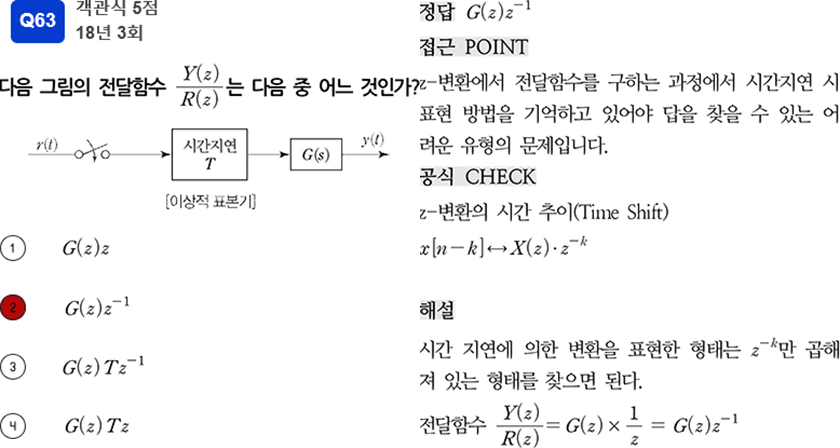 Q63
객관식 5점
18년 3회
다음 그림의 전달함수 Y(z)/R(z)는 다음 중 어느 것인가?
r(t)
시간지연
T
G(s)
y(t)
[이상적 표본기]
1 G(z)z
2 G(z)z⁻¹
3 G(z)Tz⁻¹
4 G(z)Tz
정답 G(z)z⁻¹
접근 POINT
z-변환에서 전달함수를 구하는 과정에서 시간지연 시
표현 방법을 기억하고 있어야 답을 찾을 수 있는 어
려운 유형의 문제입니다.
공식 CHECK
z-변환의 시간 추이(Time Shift)
x[n-k]↔X(z)·z⁻ᵏ
해설
시간 지연에 의한 변환을 표현한 형태는 z⁻ᵏ만 곱해
져 있는 형태를 찾으면 된다.
전달함수 Y(z)/R(z) = G(z) × 1/z = G(z)z⁻¹